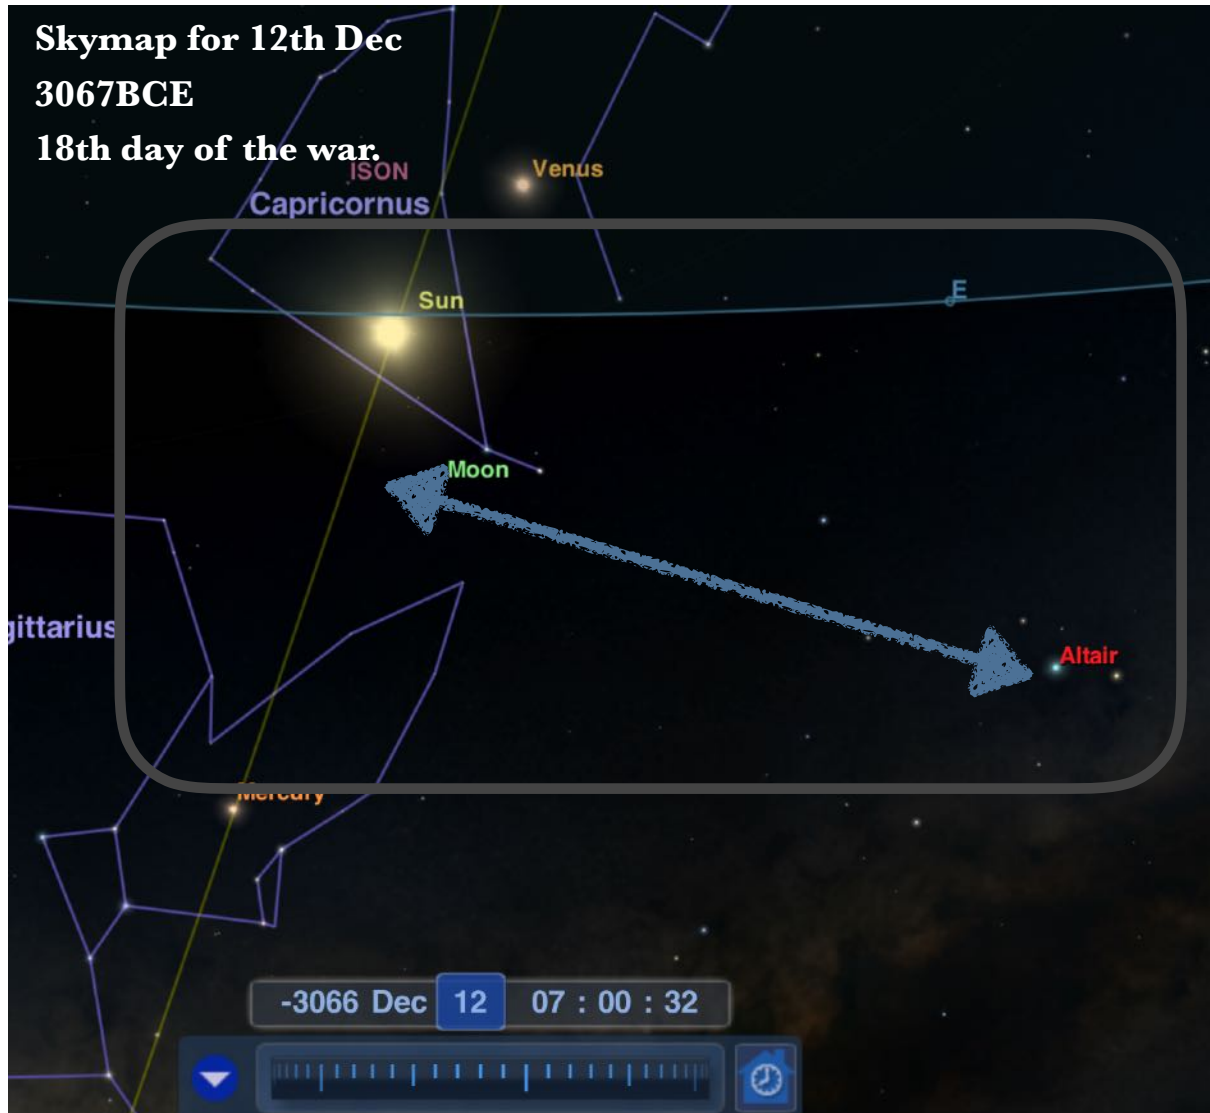 Skymap for 12th Dec
3067BCE
18th day of the war.
ISON
Venus
Capricornus
Sun
E
Moon
gittarius
Altair
Mercury
-3066 Dec 12 07 : 00 : 32